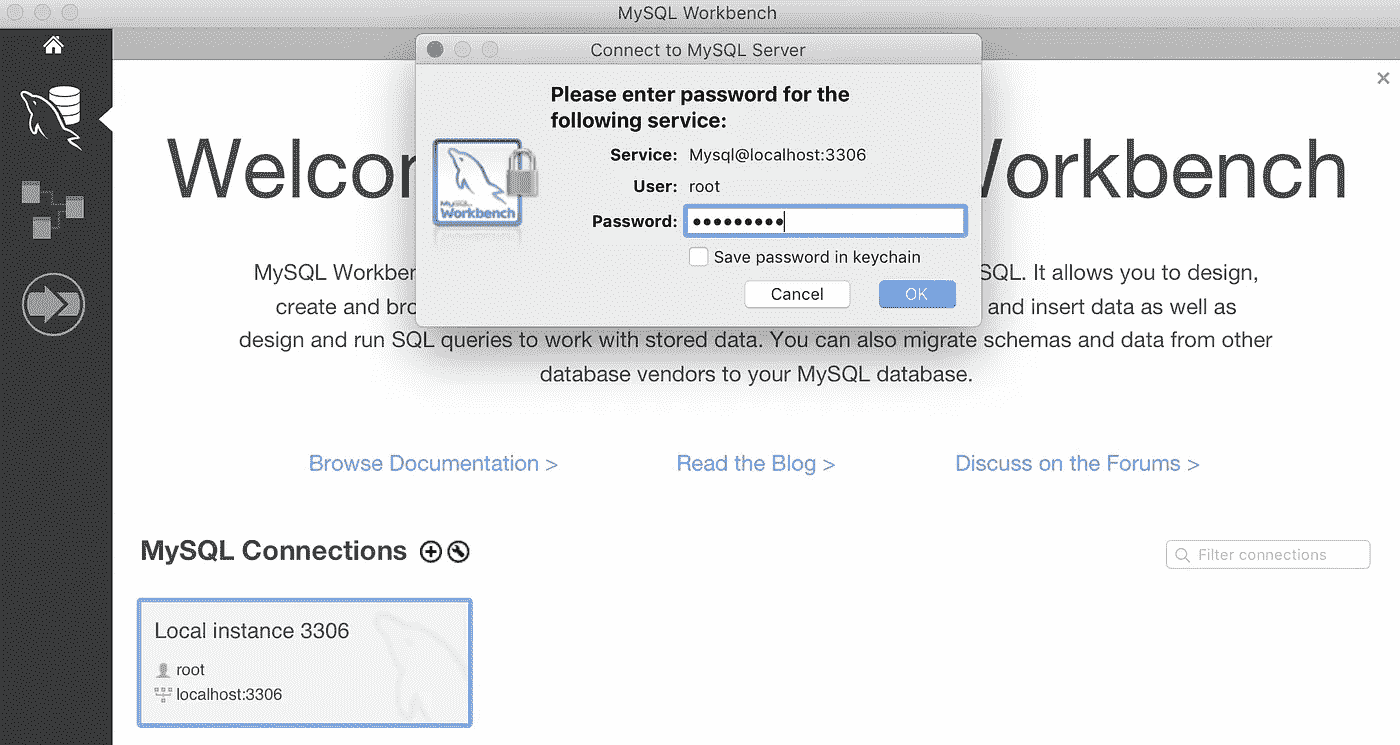 MySQL Workbench
Connect to MySQL Server
Please enter password for the
following service:
Service: Mysql@localhost:3306
User: root
Password: •••••••••
Save password in keychain
Cancel OK
MySQL
Workbench
Welcom Workbench
MySQL Workben SQL. It allows you to design,
create and bro and insert data as well as
design and run SQL queries to work with stored data. You can also migrate schemas and data from other
database vendors to your MySQL database.
Browse Documentation > Read the Blog > Discuss on the Forums >
MySQL Connections
Filter connections
Local instance 3306
root
localhost:3306